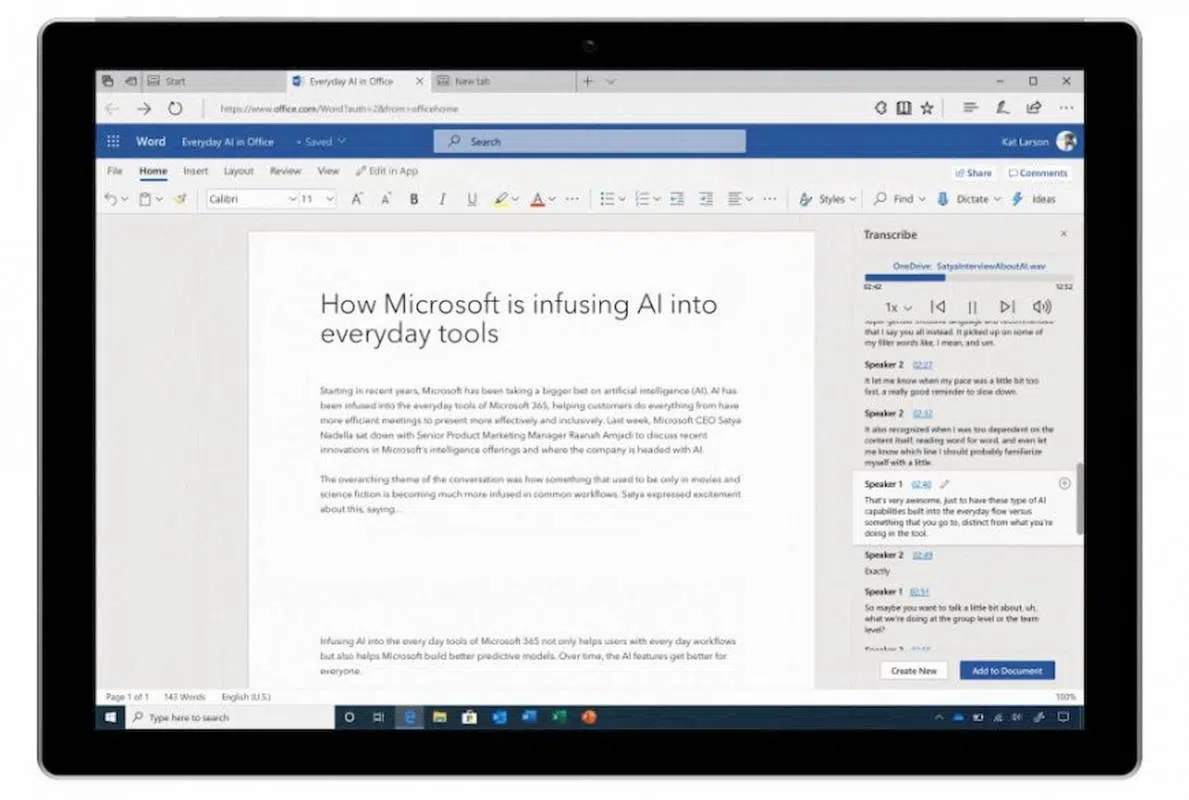 Start
Everyday AI in Office
New tab
https://www.office.com/Word?auth=2&from=officehome
Word Everyday AI in Office - Saved
Search
Kat Larson
File Home Insert Layout Review View Edit in App
Share Comments
Calibri 11 A A B I U A Styles Find Dictate Ideas
Transcribe
OneDrive: SatyaInterviewAboutAI.wav
02:42 12:52
1x
How Microsoft is infusing AI into
everyday tools
Starting in recent years, Microsoft has been taking a bigger bet on artificial intelligence (AI). AI has
been infused into the everyday tools of Microsoft 365, helping customers do everything from have
more efficient meetings to present more effectively and inclusively. Last week, Microsoft CEO Satya
Nadella sat down with Senior Product Marketing Manager Raanah Amjadi to discuss recent
innovations in Microsoft's intelligence offerings and where the company is headed with AI.
The overarching theme of the conversation was how something that used to be only in movies and
science fiction is becoming much more infused in common workflows. Satya expressed excitement
about this, saying...
Infusing AI into the every day tools of Microsoft 365 not only helps users with every day workflows
but also helps Microsoft build better predictive models. Over time, the AI features get better for
everyone.
that I say you all instead. It picked up on some of
my filler words like, I mean, and um.
Speaker 2 02:27
It let me know when my pace was a little bit too
fast, a really good reminder to slow down.
Speaker 2 02:32
It also recognized when I was too dependent on the
content itself, reading word for word, and even let
me know which line I should probably familiarize
myself with a little.
Speaker 1 02:40
That's very awesome, just to have these type of AI
capabilities built into the everyday flow versus
something that you go to, distinct from what you're
doing in the tool.
Speaker 2 02:49
Exactly
Speaker 1 02:51
So maybe you want to talk a little bit about, uh,
what we're doing at the group level or the team
level?
Create New Add to Document
Page 1 of 1 143 Words English (U.S.) 100%
Type here to search